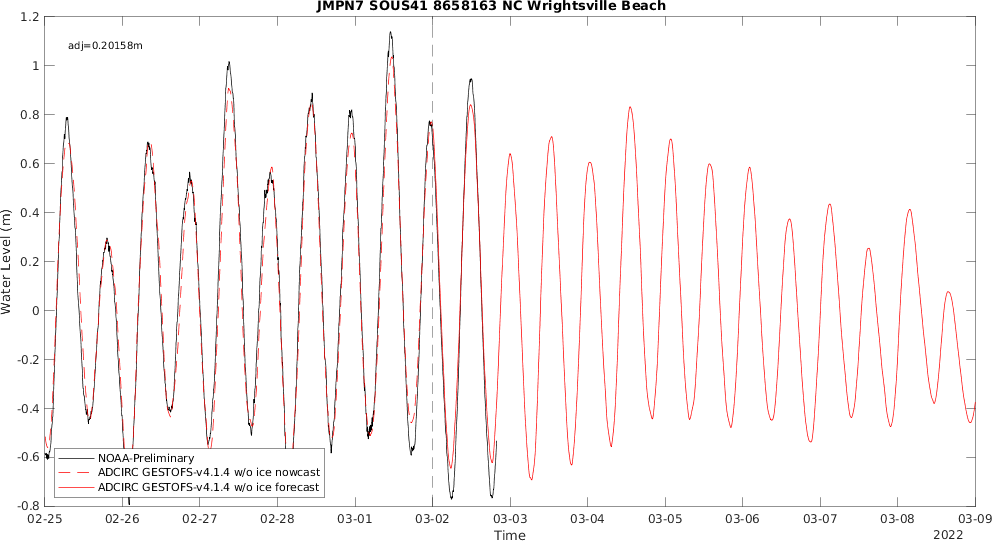 JMPN7 SOUS41 8658163 NC Wrightsville Beach
adj=0.20158m
Water Level (m)
1.2
1
0.8
0.6
0.4
0.2
0
-0.2
-0.4
-0.6
-0.8
NOAA-Preliminary
ADCIRC GESTOFS-v4.1.4 w/o ice nowcast
ADCIRC GESTOFS-v4.1.4 w/o ice forecast
02-25 02-26 02-27 02-28 03-01 03-02 03-03 03-04 03-05 03-06 03-07 03-08 03-09
Time
2022